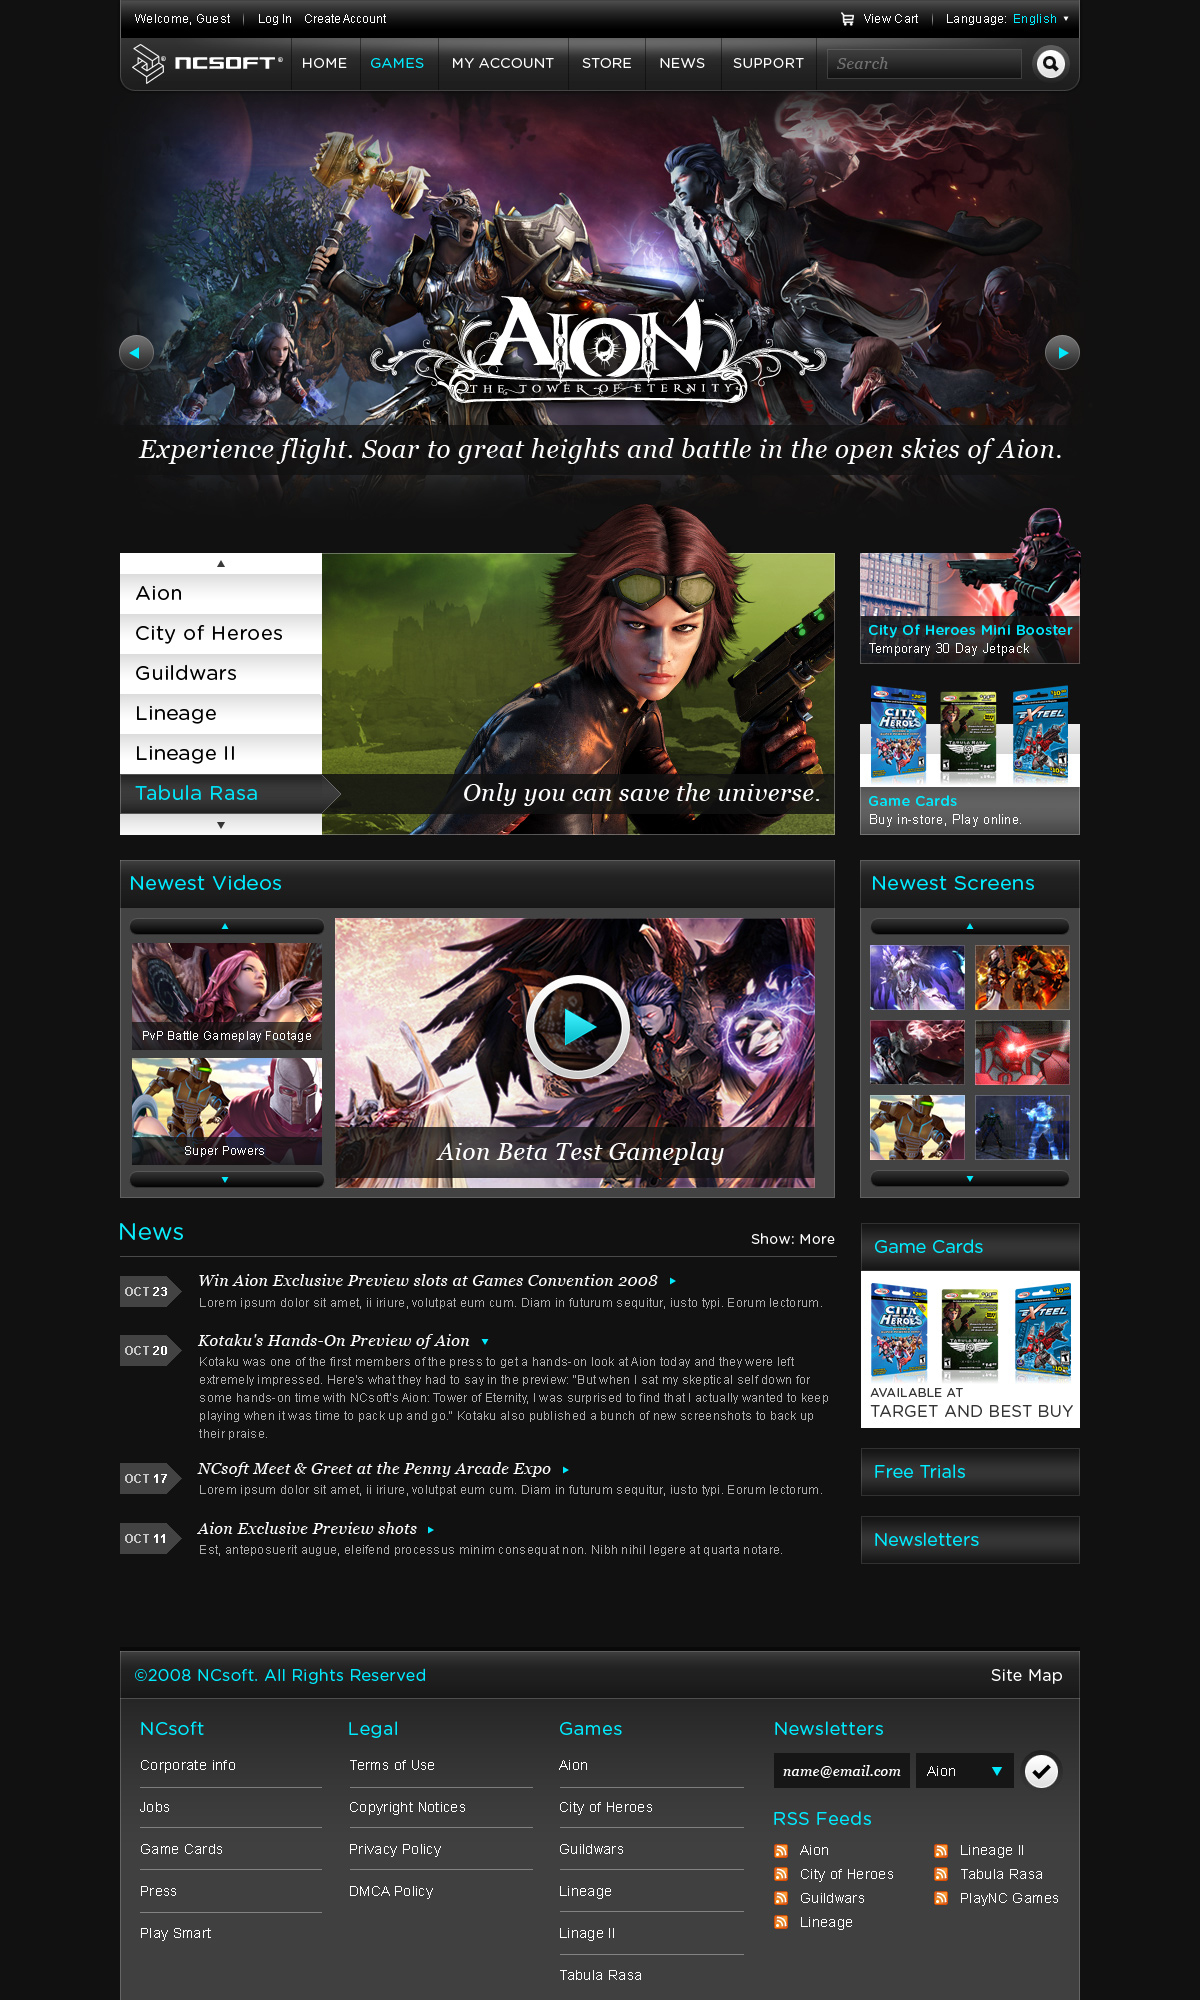 Welcome, Guest
Log In
Create Account
View Cart
Language: English
NCSOFT®
HOME
GAMES
MY ACCOUNT
STORE
NEWS
SUPPORT
Search
AION™
THE TOWER OF ETERNITY
Experience flight. Soar to great heights and battle in the open skies of Aion.
Aion
City of Heroes
Guildwars
Lineage
Lineage II
Tabula Rasa
Only you can save the universe.
City Of Heroes Mini Booster
Temporary 30 Day Jetpack
CITY OF HEROES
TABULA RASA
EXTEEL
Game Cards
Buy in-store, Play online.
Newest Videos
PvP Battle Gameplay Footage
Super Powers
Aion Beta Test Gameplay
Newest Screens
News
Show: More
OCT 23
Win Aion Exclusive Preview slots at Games Convention 2008
Lorem ipsum dolor sit amet, ii iriure, volutpat eum cum. Diam in futurum sequitur, iusto typi. Eorum lectorum.
OCT 20
Kotaku's Hands-On Preview of Aion
Kotaku was one of the first members of the press to get a hands-on look at Aion today and they were left
extremely impressed. Here's what they had to say in the preview: "But when I sat my skeptical self down for
some hands-on time with NCsoft's Aion: Tower of Eternity, I was surprised to find that I actually wanted to keep
playing when it was time to pack up and go." Kotaku also published a bunch of new screenshots to back up
their praise.
OCT 17
NCsoft Meet & Greet at the Penny Arcade Expo
Lorem ipsum dolor sit amet, ii iriure, volutpat eum cum. Diam in futurum sequitur, iusto typi. Eorum lectorum.
OCT 11
Aion Exclusive Preview shots
Est, anteposuerit augue, eleifend processus minim consequat non. Nibh nihil legere at quarta notare.
Game Cards
CITY OF HEROES
TABULA RASA
EXTEEL
AVAILABLE AT
TARGET AND BEST BUY
Free Trials
Newsletters
©2008 NCsoft. All Rights Reserved
Site Map
NCsoft
Corporate info
Jobs
Game Cards
Press
Play Smart
Legal
Terms of Use
Copyright Notices
Privacy Policy
DMCA Policy
Games
Aion
City of Heroes
Guildwars
Lineage
Linage II
Tabula Rasa
Newsletters
name@email.com
Aion
RSS Feeds
Aion
City of Heroes
Guildwars
Lineage
Lineage II
Tabula Rasa
PlayNC Games